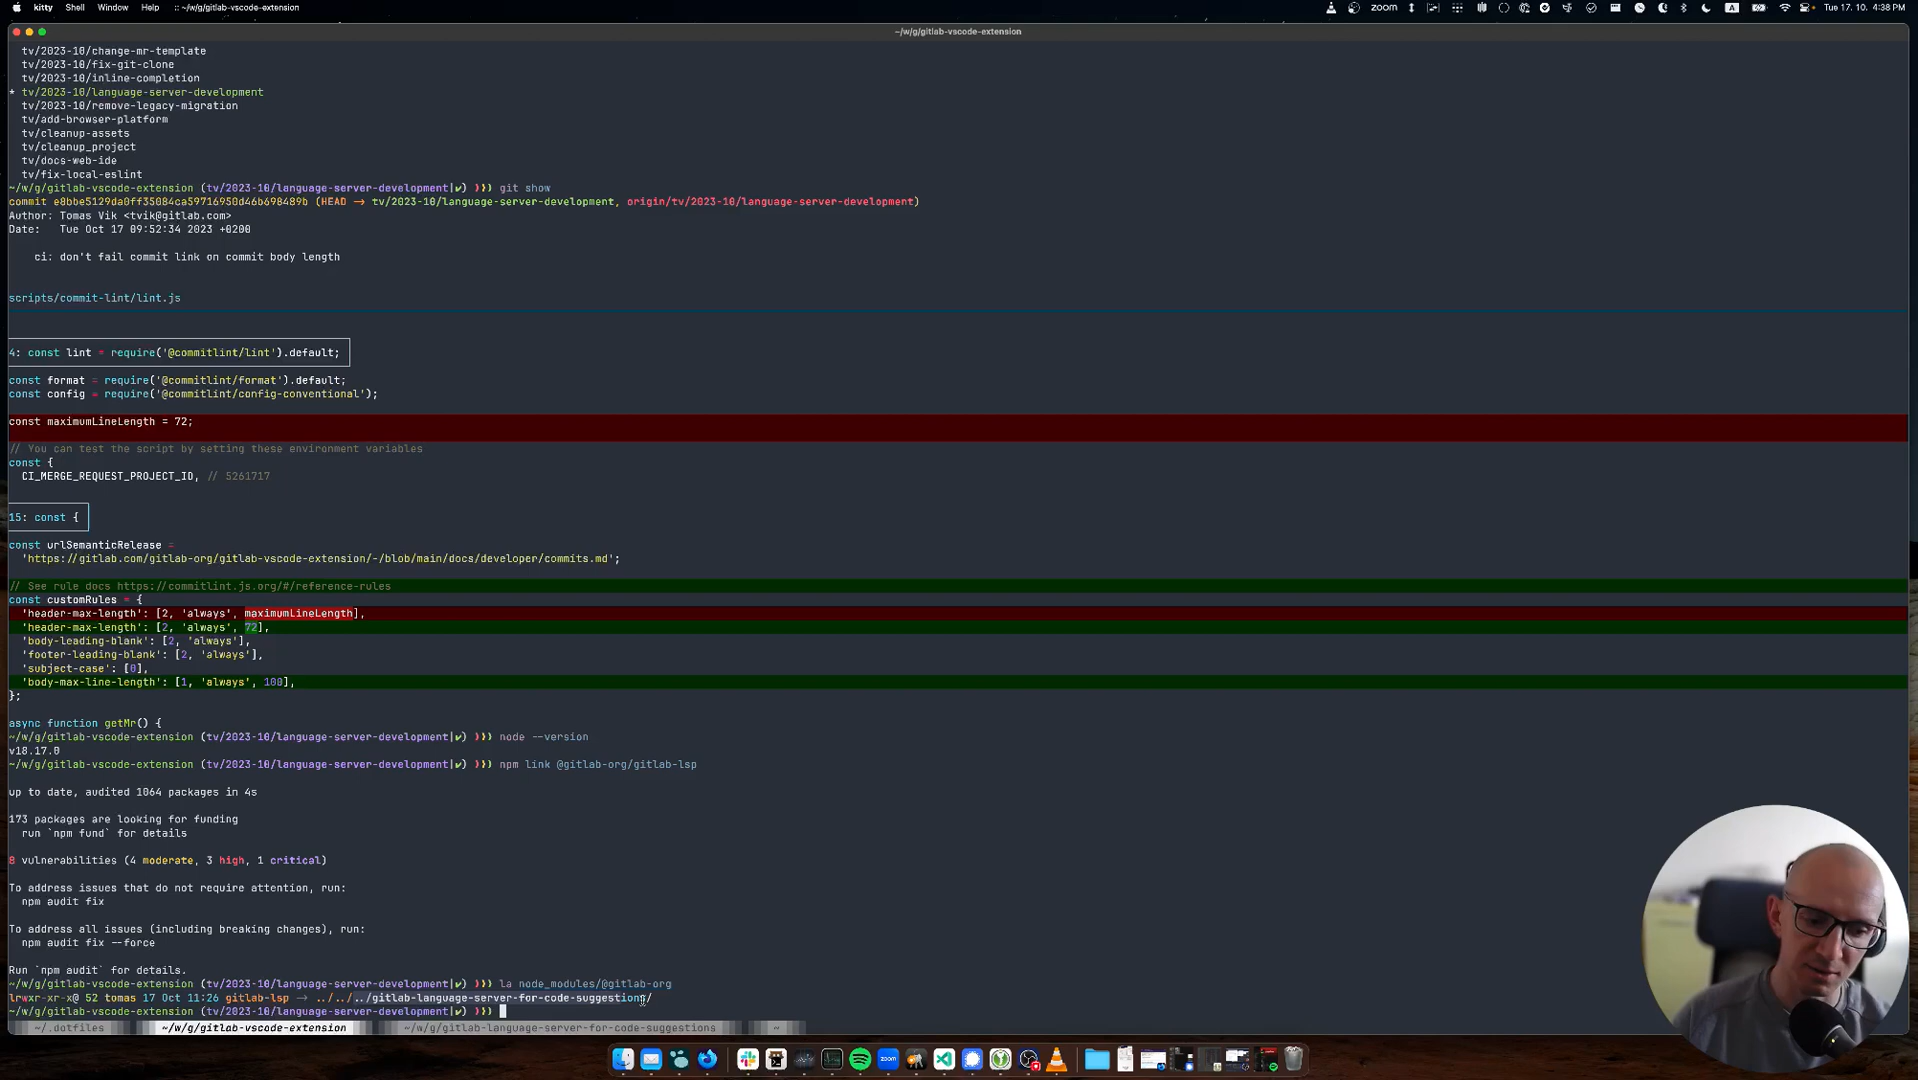 kitty Shell Window Help :: ~/w/g/gitlab-vscode-extension zoom A Tue 17. 10. 4:38 PM
~/w/g/gitlab-vscode-extension
tv/2023-10/change-mr-template
tv/2023-10/fix-git-clone
tv/2023-10/inline-completion
* tv/2023-10/language-server-development
tv/2023-10/remove-legacy-migration
tv/add-browser-platform
tv/cleanup-assets
tv/cleanup_project
tv/docs-web-ide
tv/fix-local-eslint
~/w/g/gitlab-vscode-extension (tv/2023-10/language-server-development|✔) ❯❯❯ git show
commit e8bbe5129da0ff35084ca59716950d46b698489b (HEAD -> tv/2023-10/language-server-development, origin/tv/2023-10/language-server-development)
Author: Tomas Vik <tvik@gitlab.com>
Date: Tue Oct 17 09:52:34 2023 +0200
ci: don't fail commit link on commit body length
scripts/commit-lint/lint.js
4: const lint = require('@commitlint/lint').default;
const format = require('@commitlint/format').default;
const config = require('@commitlint/config-conventional');
const maximumLineLength = 72;
// You can test the script by setting these environment variables
const {
CI_MERGE_REQUEST_PROJECT_ID, // 5261717
15: const {
const urlSemanticRelease =
'https://gitlab.com/gitlab-org/gitlab-vscode-extension/-/blob/main/docs/developer/commits.md';
// See rule docs https://commitlint.js.org/#/reference-rules
const customRules = {
'header-max-length': [2, 'always', maximumLineLength],
'header-max-length': [2, 'always', 72],
'body-leading-blank': [2, 'always'],
'footer-leading-blank': [2, 'always'],
'subject-case': [0],
'body-max-line-length': [1, 'always', 100],
};
async function getMr() {
~/w/g/gitlab-vscode-extension (tv/2023-10/language-server-development|✔) ❯❯❯ node --version
v18.17.0
~/w/g/gitlab-vscode-extension (tv/2023-10/language-server-development|✔) ❯❯❯ npm link @gitlab-org/gitlab-lsp
up to date, audited 1064 packages in 4s
173 packages are looking for funding
run `npm fund` for details
8 vulnerabilities (4 moderate, 3 high, 1 critical)
To address issues that do not require attention, run:
npm audit fix
To address all issues (including breaking changes), run:
npm audit fix --force
Run `npm audit` for details.
~/w/g/gitlab-vscode-extension (tv/2023-10/language-server-development|✔) ❯❯❯ la node_modules/@gitlab-org
lrwxr-xr-x@ 52 tomas 17 Oct 11:26 gitlab-lsp -> ../../../gitlab-language-server-for-code-suggestions/
~/w/g/gitlab-vscode-extension (tv/2023-10/language-server-development|✔) ❯❯❯
~/.dotfiles ~/w/g/gitlab-vscode-extension ~/w/g/gitlab-language-server-for-code-suggestions ~
zoom